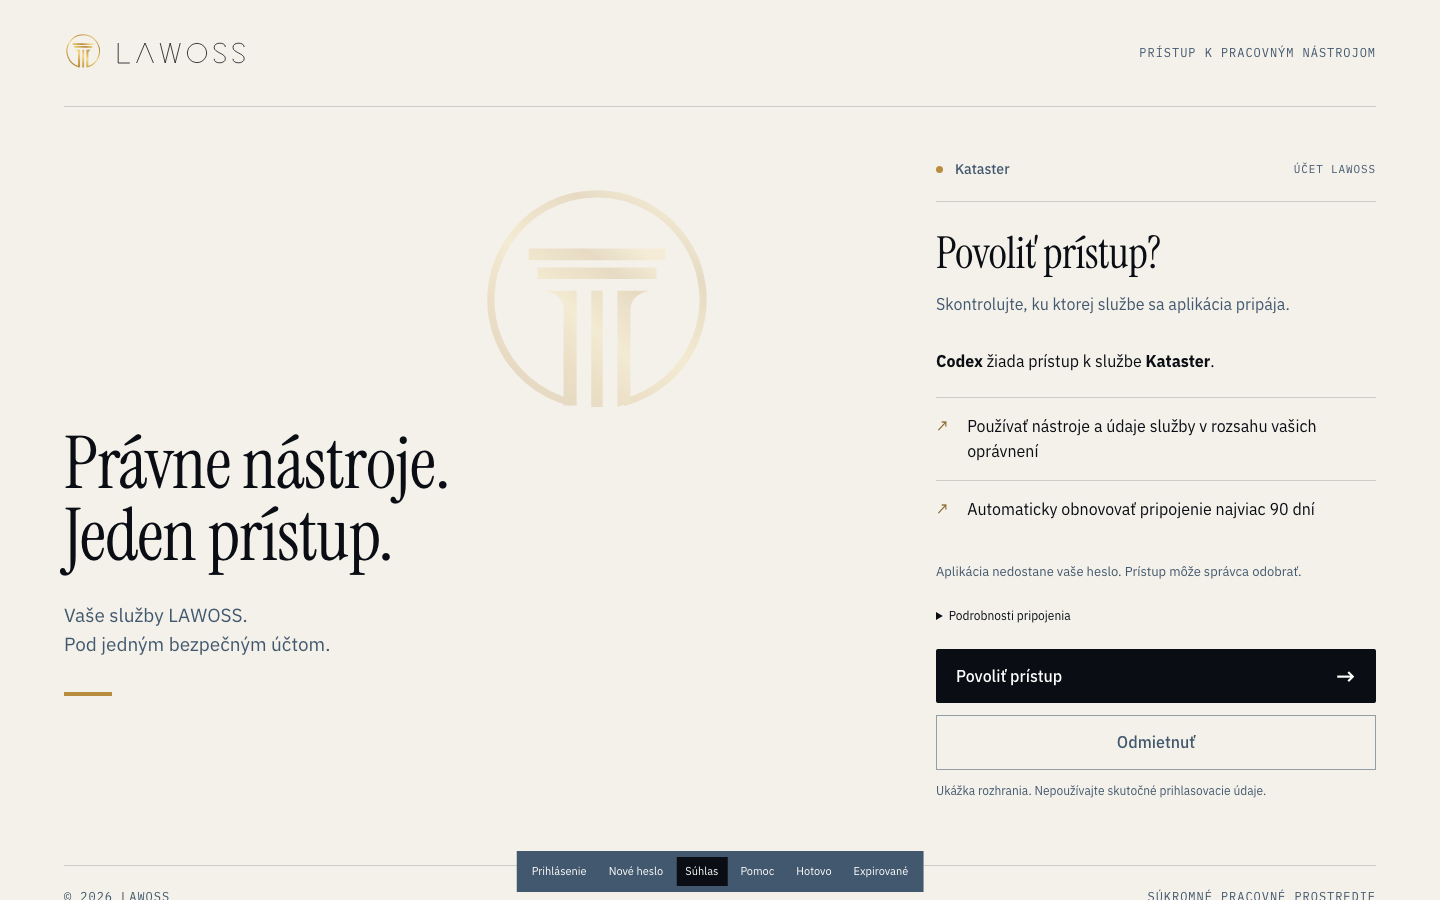 LAWOSS
PRÍSTUP K PRACOVNÝM NÁSTROJOM
Právne nástroje.
Jeden prístup.
Vaše služby LAWOSS.
Pod jedným bezpečným účtom.
Kataster
ÚČET LAWOSS
Povoliť prístup?
Skontrolujte, ku ktorej službe sa aplikácia pripája.
Codex žiada prístup k službe Kataster.
↗ Používať nástroje a údaje služby v rozsahu vašich
oprávnení
↗ Automaticky obnovovať pripojenie najviac 90 dní
Aplikácia nedostane vaše heslo. Prístup môže správca odobrať.
▶ Podrobnosti pripojenia
Povoliť prístup →
Odmietnuť
Ukážka rozhrania. Nepoužívajte skutočné prihlasovacie údaje.
Prihlásenie Nové heslo Súhlas Pomoc Hotovo Expirované
© 2026 LAWOSS
SÚKROMNÉ PRACOVNÉ PROSTREDIE